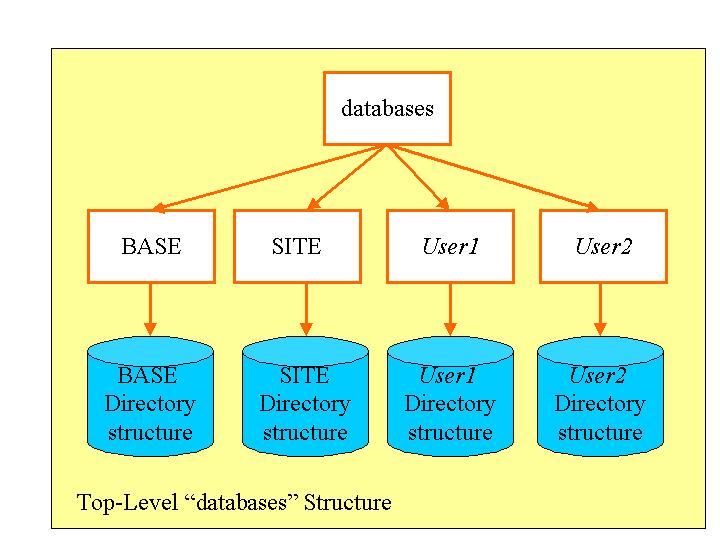 databases
BASE
SITE
User1
User2
BASE
Directory
structure
SITE
Directory
structure
User1
Directory
structure
User2
Directory
structure
Top-Level “databases” Structure